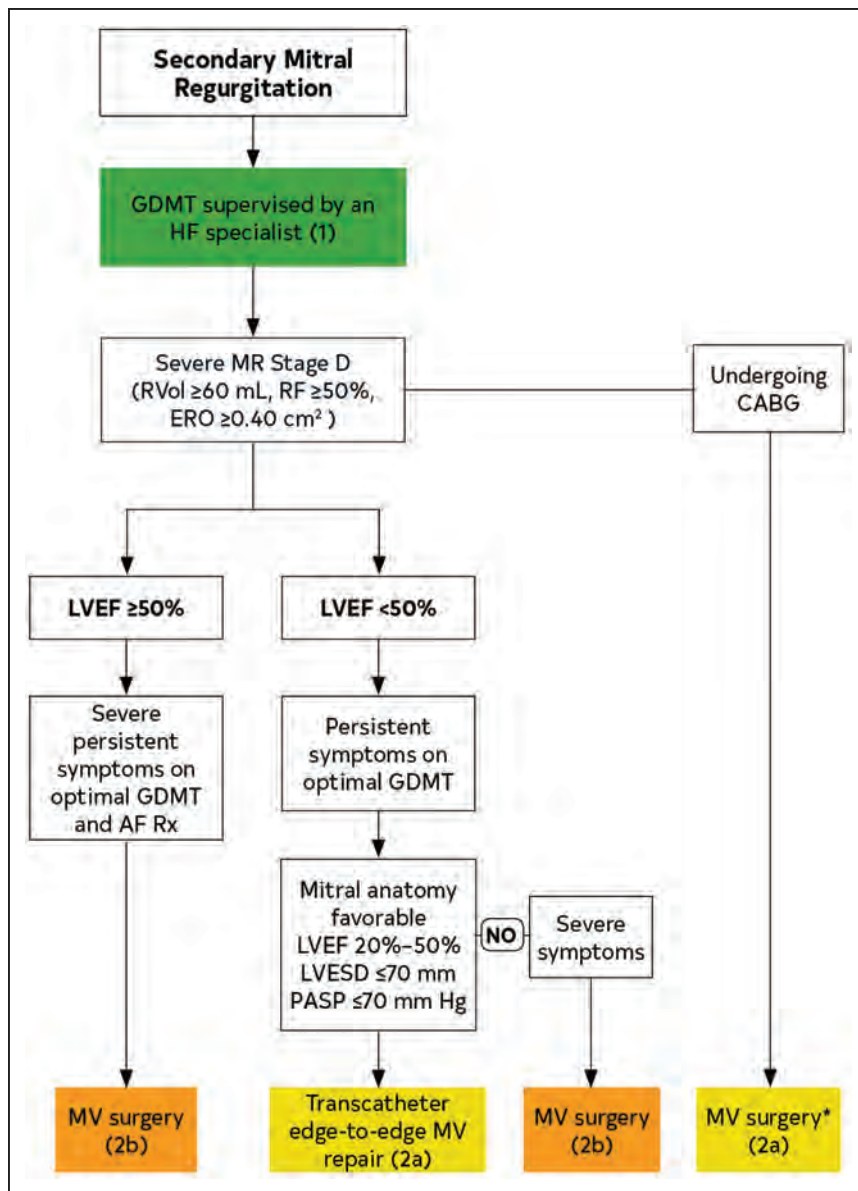 Secondary Mitral
Regurgitation
GDMT supervised by an
HF specialist (1)
Severe MR Stage D
(RVol ≥60 mL, RF ≥50%,
ERO ≥0.40 cm² )
Undergoing
CABG
LVEF ≥50%
LVEF <50%
Severe
persistent
symptoms on
optimal GDMT
and AF Rx
Persistent
symptoms on
optimal GDMT
Mitral anatomy
favorable
LVEF 20%–50%
LVESD ≤70 mm
PASP ≤70 mm Hg
NO
Severe
symptoms
MV surgery
(2b)
Transcatheter
edge-to-edge MV
repair (2a)
MV surgery
(2b)
MV surgery*
(2a)